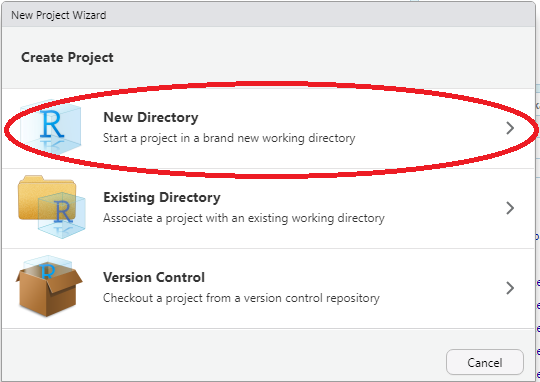 New Project Wizard
Create Project
R
New Directory
Start a project in a brand new working directory
R
Existing Directory
Associate a project with an existing working directory
R
Version Control
Checkout a project from a version control repository
Cancel